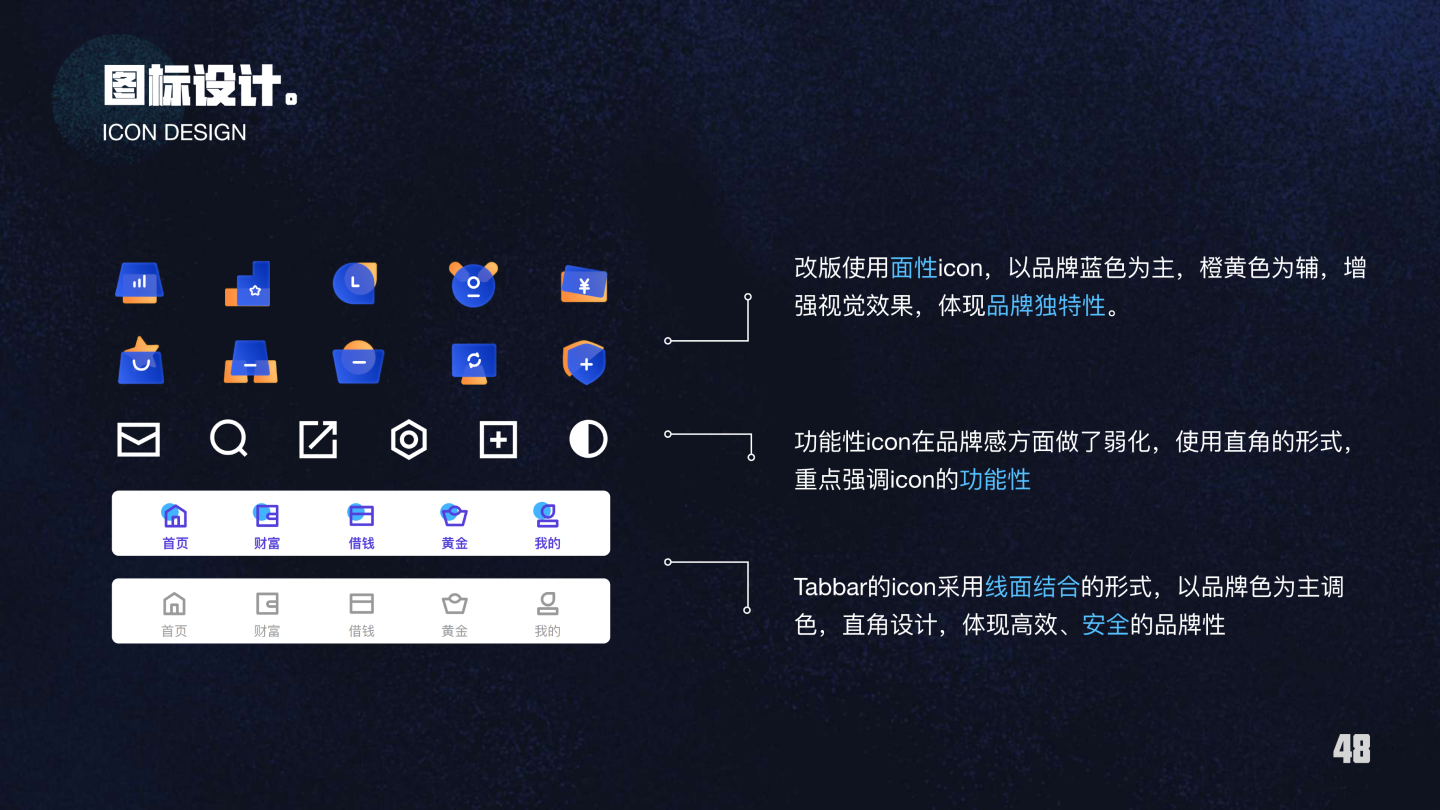 图标设计。
ICON DESIGN
改版使用面性icon，以品牌蓝色为主，橙黄色为辅，增
强视觉效果，体现品牌独特性。
L
¥
功能性icon在品牌感方面做了弱化，使用直角的形式，
重点强调icon的功能性
首页 财富 借钱 黄金 我的
首页 财富 借钱 黄金 我的
Tabbar的icon采用线面结合的形式，以品牌色为主调
色，直角设计，体现高效、安全的品牌性
48